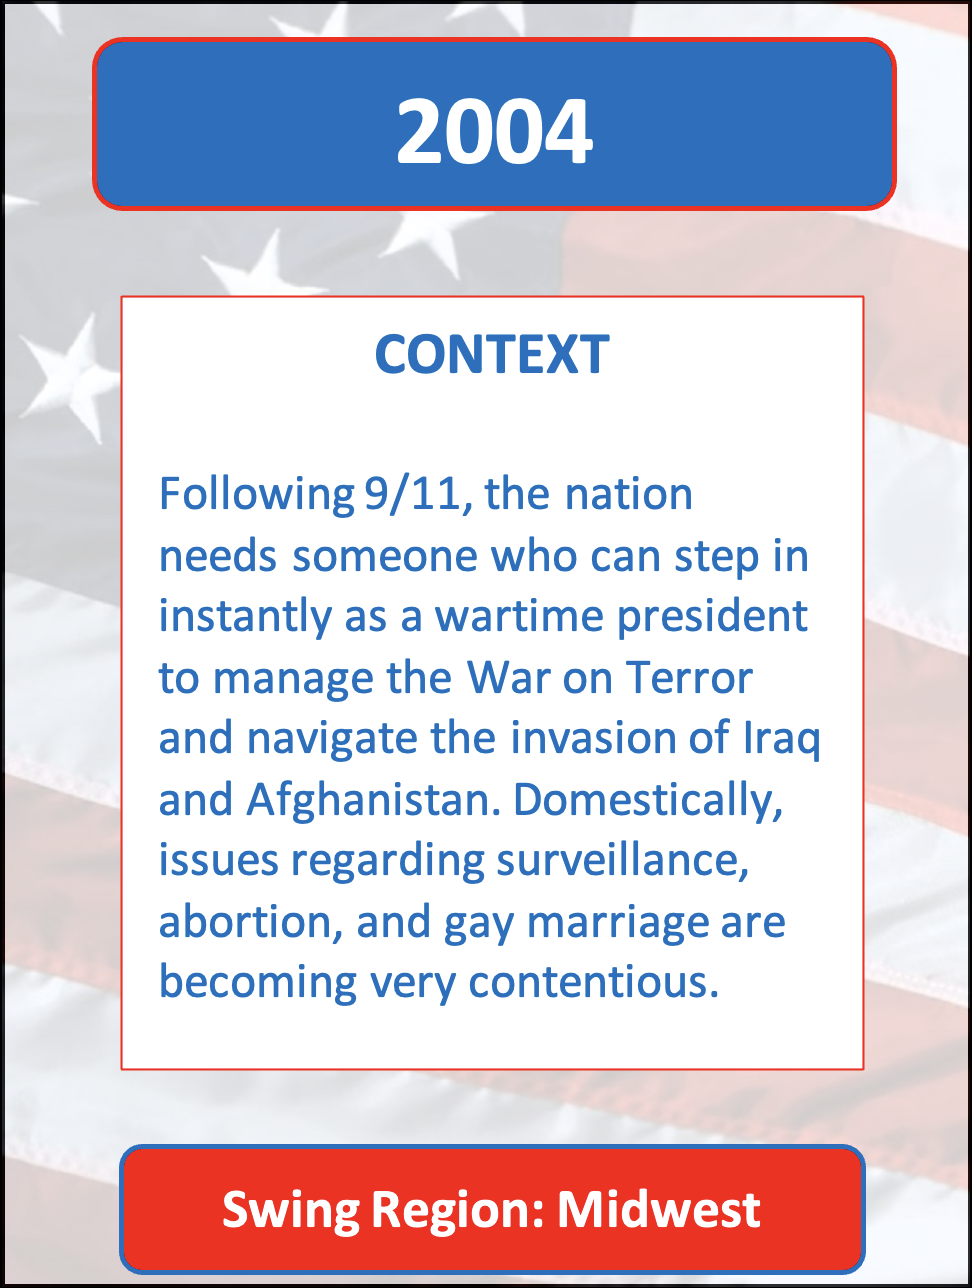 2004
CONTEXT
Following 9/11, the nation
needs someone who can step in
instantly as a wartime president
to manage the War on Terror
and navigate the invasion of Iraq
and Afghanistan. Domestically,
issues regarding surveillance,
abortion, and gay marriage are
becoming very contentious.
Swing Region: Midwest